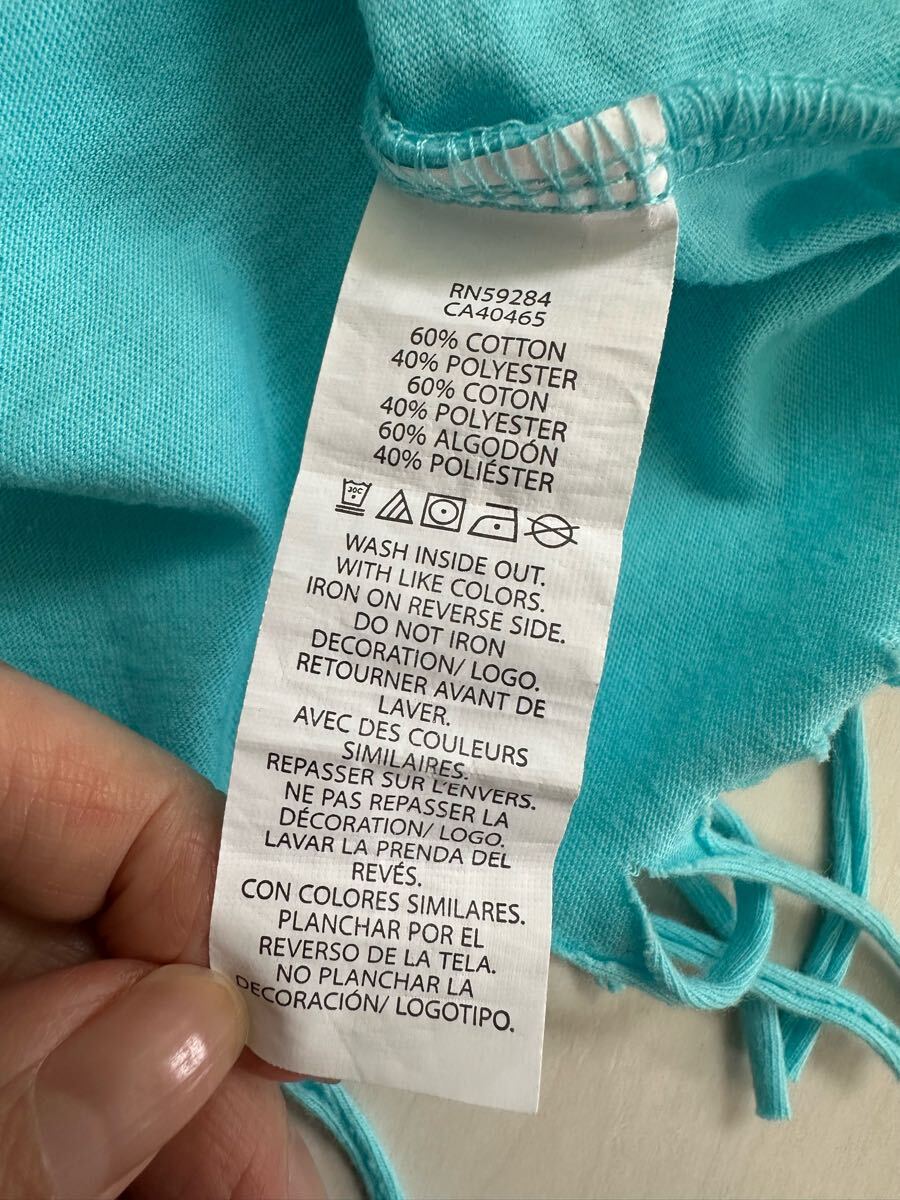 RN59284
CA40465
60% COTTON
40% POLYESTER
60% COTON
40% POLYESTER
60% ALGODÓN
40% POLIÉSTER
30C
WASH INSIDE OUT.
WITH LIKE COLORS.
IRON ON REVERSE SIDE.
DO NOT IRON
DECORATION/ LOGO.
RETOURNER AVANT DE
LAVER.
AVEC DES COULEURS
SIMILAIRES.
REPASSER SUR L'ENVERS.
NE PAS REPASSER LA
DÉCORATION/ LOGO.
LAVAR LA PRENDA DEL
REVÉS.
CON COLORES SIMILARES.
PLANCHAR POR EL
REVERSO DE LA TELA.
NO PLANCHAR LA
DECORACIÓN/ LOGOTIPO.